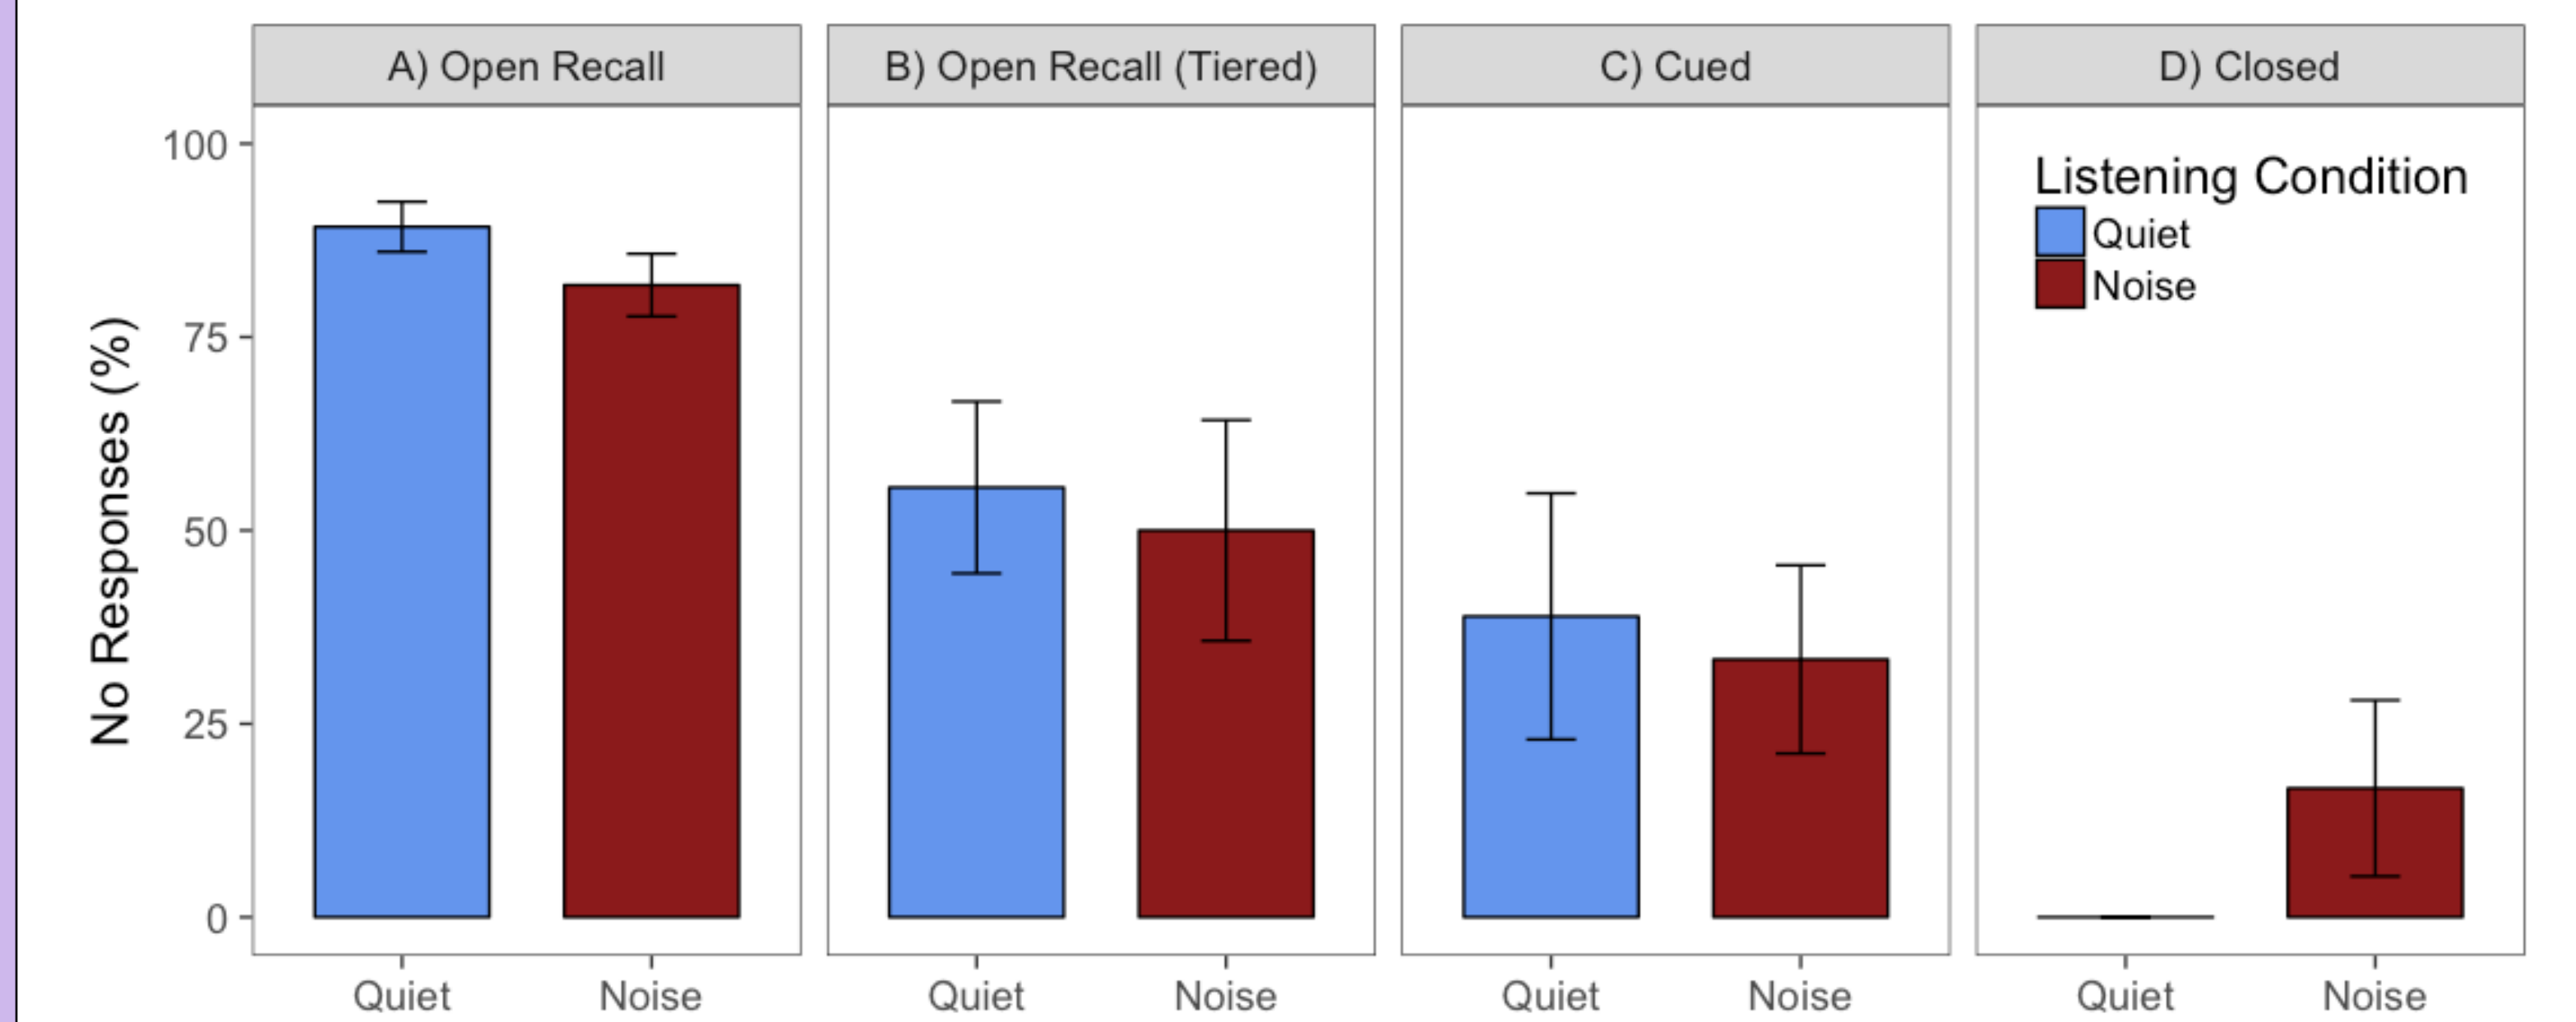 A) Open Recall
B) Open Recall (Tiered)
C) Cued
D) Closed
No Responses (%)
100
75
50
25
0
Listening Condition
Quiet
Noise
Quiet
Noise
Quiet
Noise
Quiet
Noise
Quiet
Noise